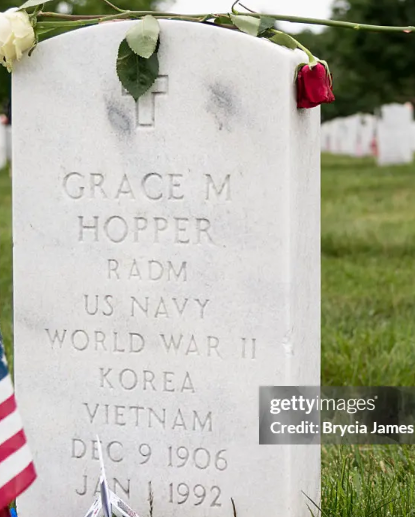 GRACE M
HOPPER
RADM
US NAVY
WORLD WAR II
KOREA
VIETNAM
gettyimages
Brycia James
DEC 9 1906
JAN 1 1992